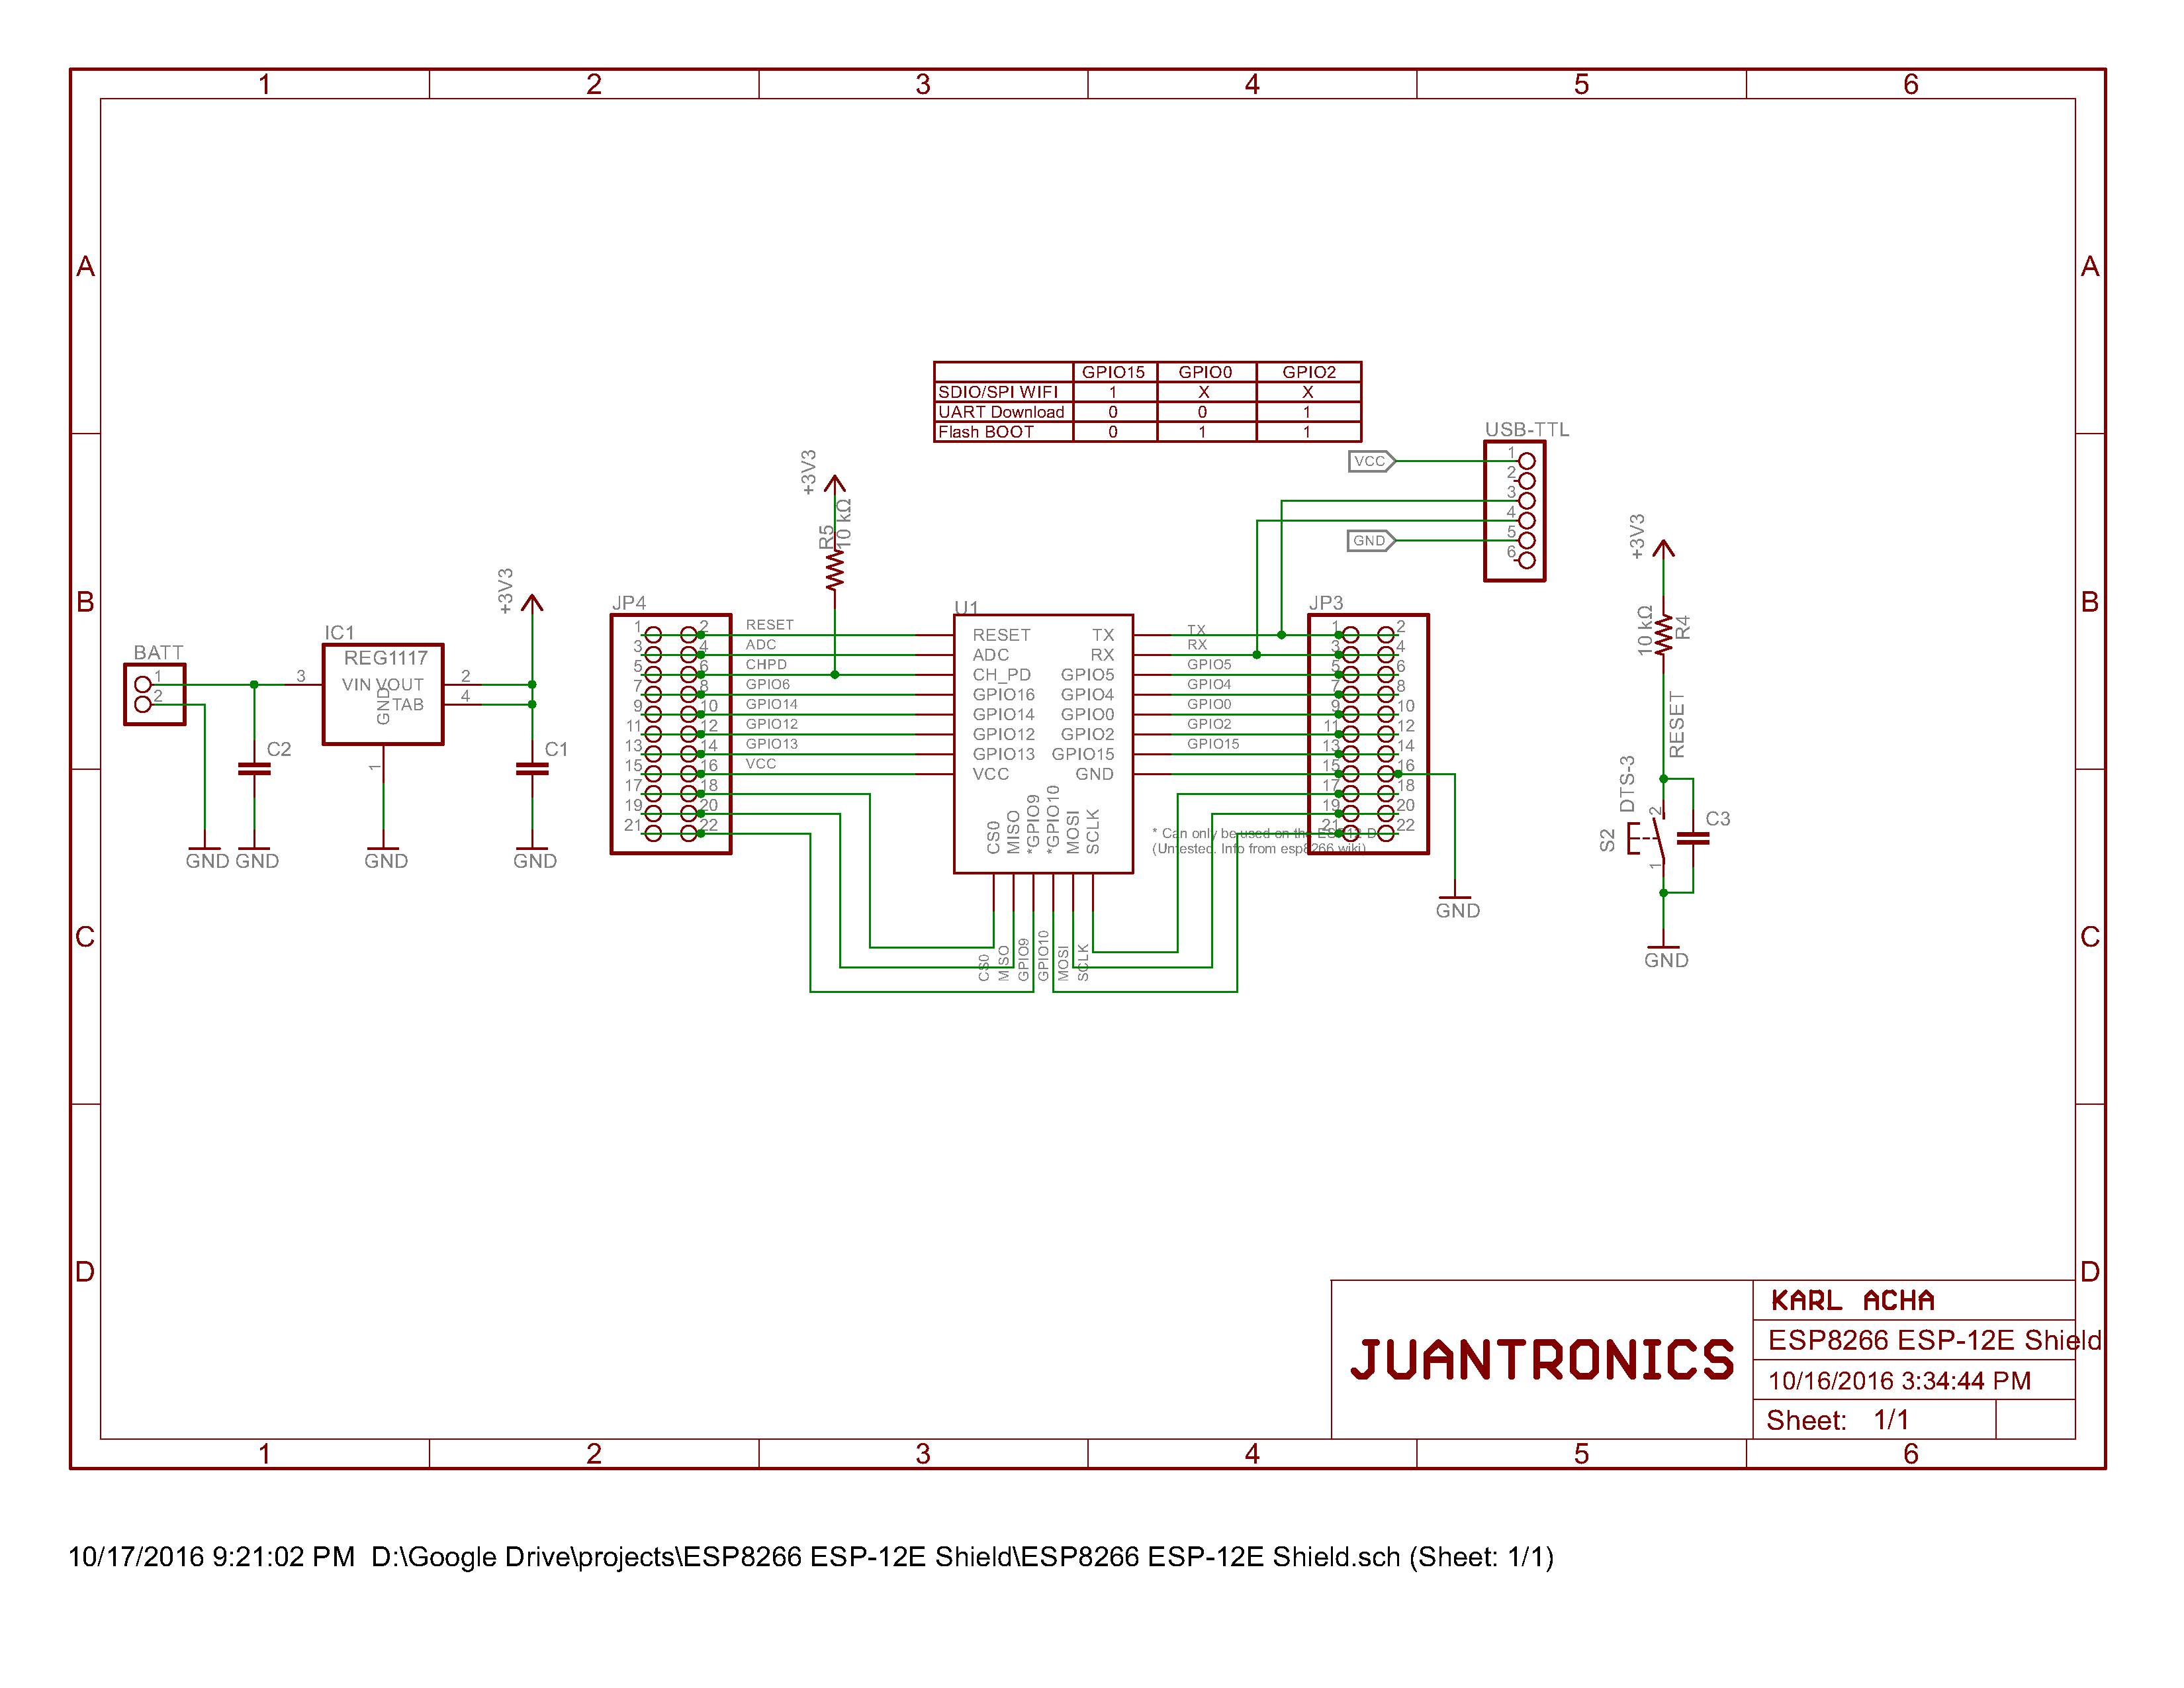 1 2 3 4 5 6
A A
B B
C C
D D
GPIO15 GPIO0 GPIO2
SDIO/SPI WIFI 1 X X
UART Download 0 0 1
Flash BOOT 0 1 1
USB-TTL
VCC
GND
1
2
3
4
5
6
BATT
1
2
IC1
REG1117
VIN VOUT
GND
TAB
3
2
4
1
+3V3
C2
C1
GND GND
GND
GND
+3V3
R5
10 kΩ
JP4
1 2
3 4
5 6
7 8
9 10
11 12
13 14
15 16
17 18
19 20
21 22
RESET
ADC
CHPD
GPIO6
GPIO14
GPIO12
GPIO13
VCC
U1
RESET TX
ADC RX
CH_PD GPIO5
GPIO16 GPIO4
GPIO14 GPIO0
GPIO12 GPIO2
GPIO13 GPIO15
VCC GND
CS0
MISO
*GPIO9
*GPIO10
MOSI
SCLK
CS0
MISO
GPIO9
GPIO10
MOSI
SCLK
TX
RX
GPIO5
GPIO4
GPIO0
GPIO2
GPIO15
JP3
1 2
3 4
5 6
7 8
9 10
11 12
13 14
15 16
17 18
19 20
21 22
* Can only be used on the ESP12-D
(Untested. Info from esp8266 wiki)
GND
+3V3
10 kΩ
R4
RESET
DTS-3
S2
2
1
C3
GND
JUANTRONICS
KARL ACHA
ESP8266 ESP-12E Shield
10/16/2016 3:34:44 PM
Sheet: 1/1
1 2 3 4 5 6
10/17/2016 9:21:02 PM D:\Google Drive\projects\ESP8266 ESP-12E Shield\ESP8266 ESP-12E Shield.sch (Sheet: 1/1)